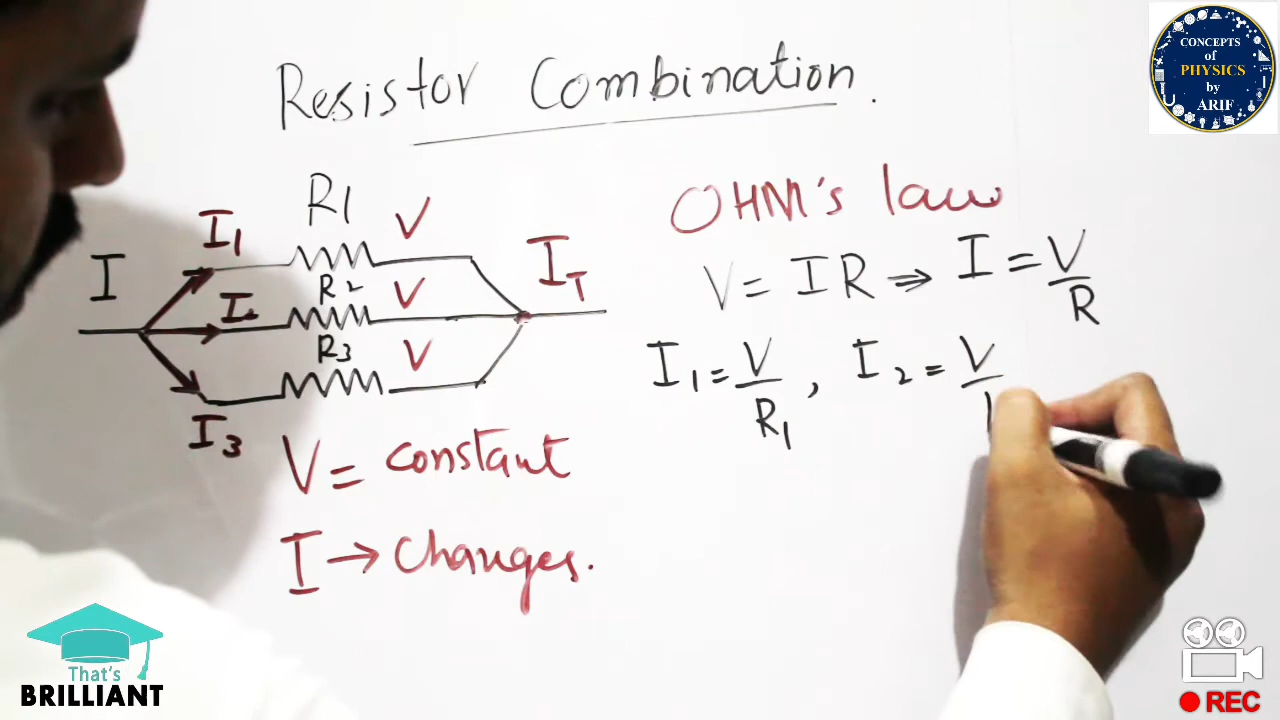 CONCEPTS
of
PHYSICS
by
ARIF
Resistor Combination.
R1
I1 V
I IT
OHM's law
R2 V
I2
V = IR ⇒ I = V/R
R3 V
I3
I1 = V/R1, I2 = V/
V = constant
I → Changes.
That's
BRILLIANT
REC